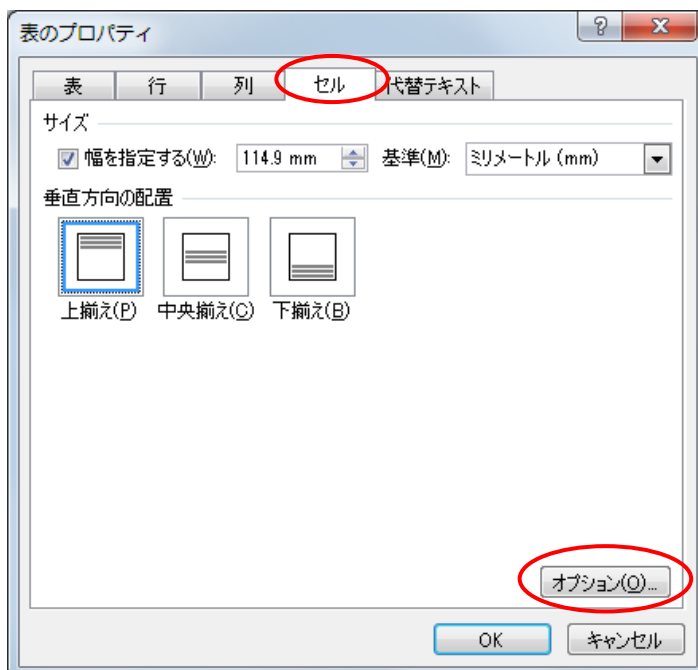 表のプロパティ
?
表 行 列 セル 代替テキスト
サイズ
幅を指定する(W): 114.9 mm 基準(M): ミリメートル (mm)
垂直方向の配置
上揃え(P) 中央揃え(C) 下揃え(B)
オプション(O)...
OK キャンセル